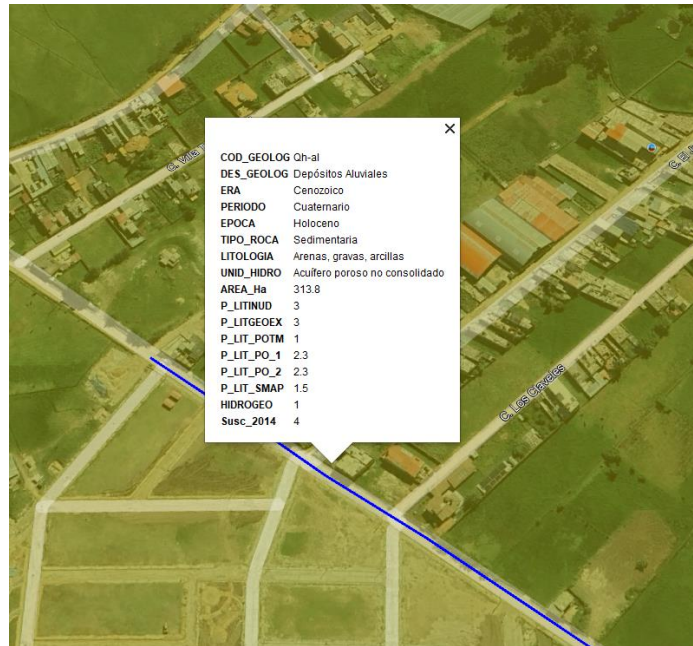 COD_GEOLOG Qh-al
DES_GEOLOG Depósitos Aluviales
ERA Cenozoico
PERIODO Cuaternario
EPOCA Holoceno
TIPO_ROCA Sedimentaria
LITOLOGIA Arenas, gravas, arcillas
UNID_HIDRO Acuífero poroso no consolidado
AREA_Ha 313.8
P_LITINUD 3
P_LITGEOEX 3
P_LIT_POTM 1
P_LIT_PO_1 2.3
P_LIT_PO_2 2.3
P_LIT_SMAP 1.5
HIDROGEO 1
Susc_2014 4
C. Los Claveles